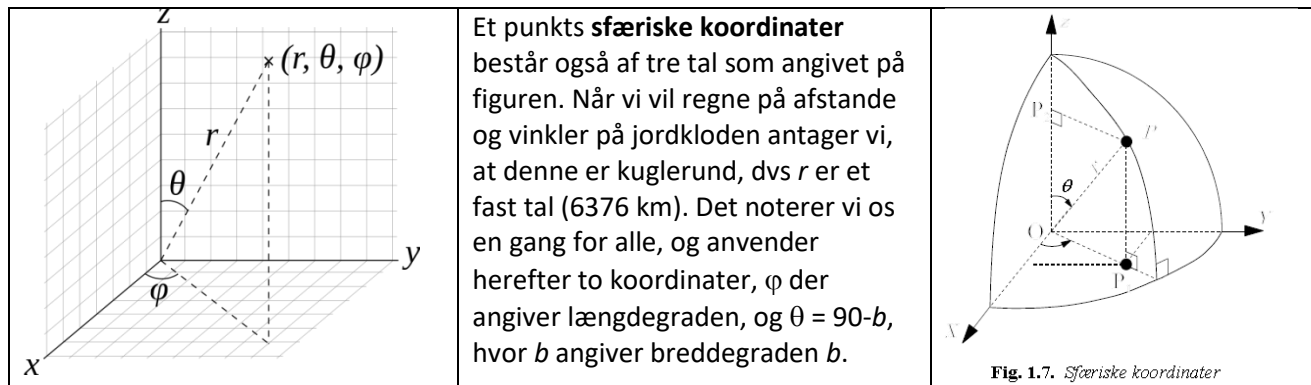 z
(r, θ, φ)
r
θ
y
φ
x
Et punkts sfæriske koordinater
består også af tre tal som angivet på
figuren. Når vi vil regne på afstande
og vinkler på jordkloden antager vi,
at denne er kuglerund, dvs r er et
fast tal (6376 km). Det noterer vi os
en gang for alle, og anvender
herefter to koordinater, φ der
angiver længdegraden, og θ = 90-b,
hvor b angiver breddegraden b.
P
P
r
θ
O
Y
P
X
Fig. 1.7. Sfæriske koordinater